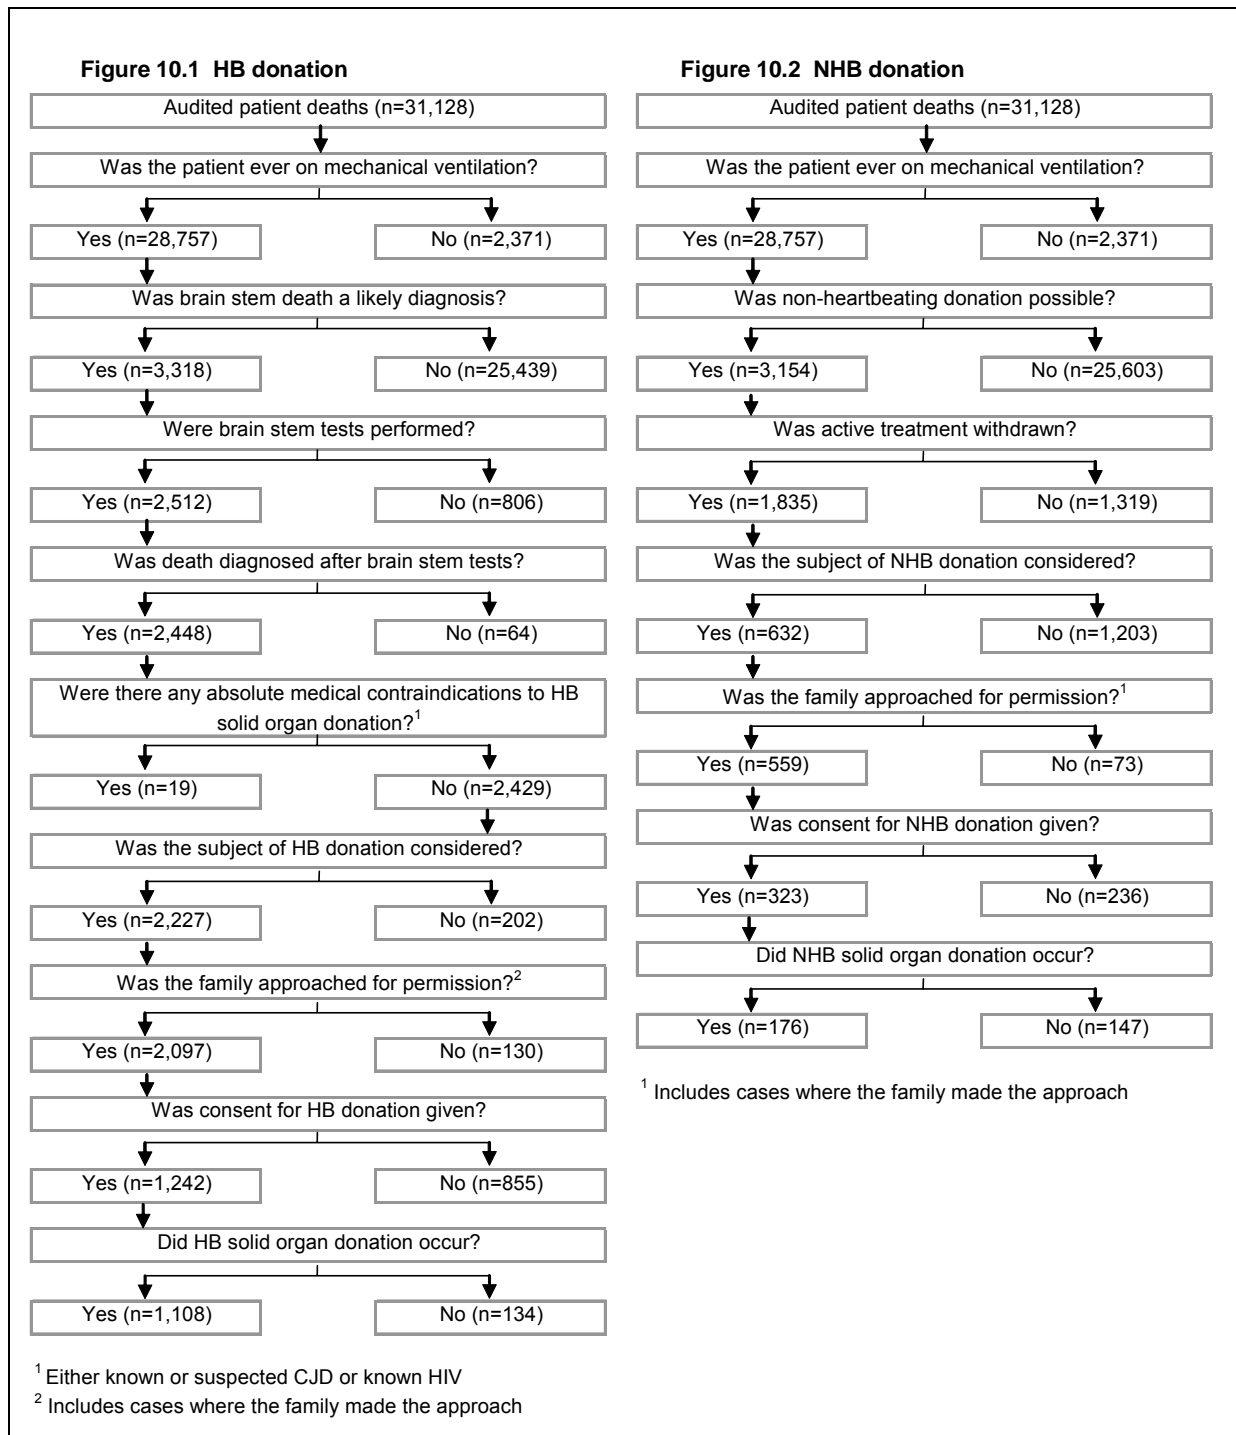 Figure 10.1 HB donation
Audited patient deaths (n=31,128)
Was the patient ever on mechanical ventilation?
Yes (n=28,757)
No (n=2,371)
Was brain stem death a likely diagnosis?
Yes (n=3,318)
No (n=25,439)
Were brain stem tests performed?
Yes (n=2,512)
No (n=806)
Was death diagnosed after brain stem tests?
Yes (n=2,448)
No (n=64)
Were there any absolute medical contraindications to HB
solid organ donation?1
Yes (n=19)
No (n=2,429)
Was the subject of HB donation considered?
Yes (n=2,227)
No (n=202)
Was the family approached for permission?2
Yes (n=2,097)
No (n=130)
Was consent for HB donation given?
Yes (n=1,242)
No (n=855)
Did HB solid organ donation occur?
Yes (n=1,108)
No (n=134)
1 Either known or suspected CJD or known HIV
2 Includes cases where the family made the approach
Figure 10.2 NHB donation
Audited patient deaths (n=31,128)
Was the patient ever on mechanical ventilation?
Yes (n=28,757)
No (n=2,371)
Was non-heartbeating donation possible?
Yes (n=3,154)
No (n=25,603)
Was active treatment withdrawn?
Yes (n=1,835)
No (n=1,319)
Was the subject of NHB donation considered?
Yes (n=632)
No (n=1,203)
Was the family approached for permission?1
Yes (n=559)
No (n=73)
Was consent for NHB donation given?
Yes (n=323)
No (n=236)
Did NHB solid organ donation occur?
Yes (n=176)
No (n=147)
1 Includes cases where the family made the approach